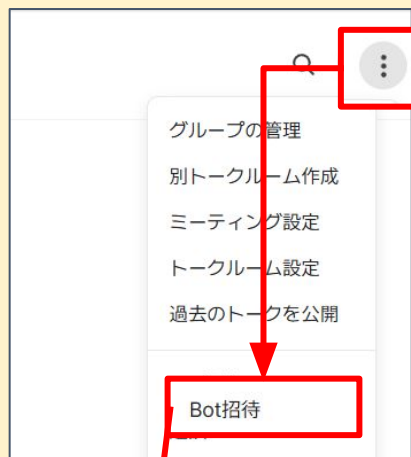 グループの管理
別トークルーム作成
ミーティング設定
トークルーム設定
過去のトークを公開
Bot招待